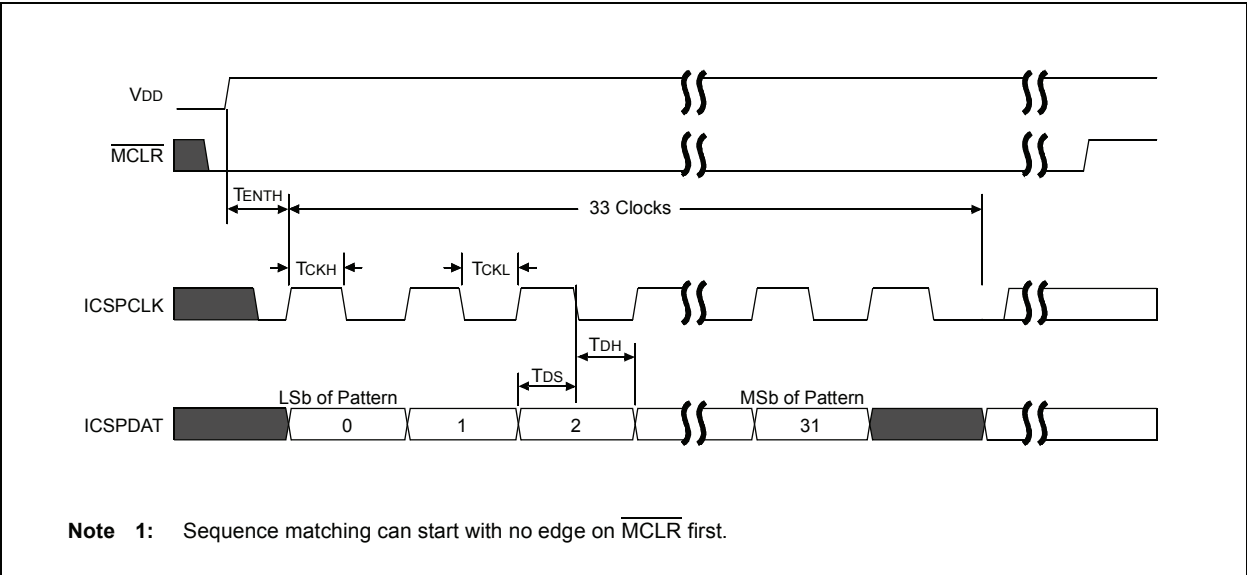 VDD
MCLR
TENTH
33 Clocks
TCKH
TCKL
ICSPCLK
TDH
TDS
LSb of Pattern
MSb of Pattern
ICSPDAT
0
1
2
31
Note 1: Sequence matching can start with no edge on MCLR first.